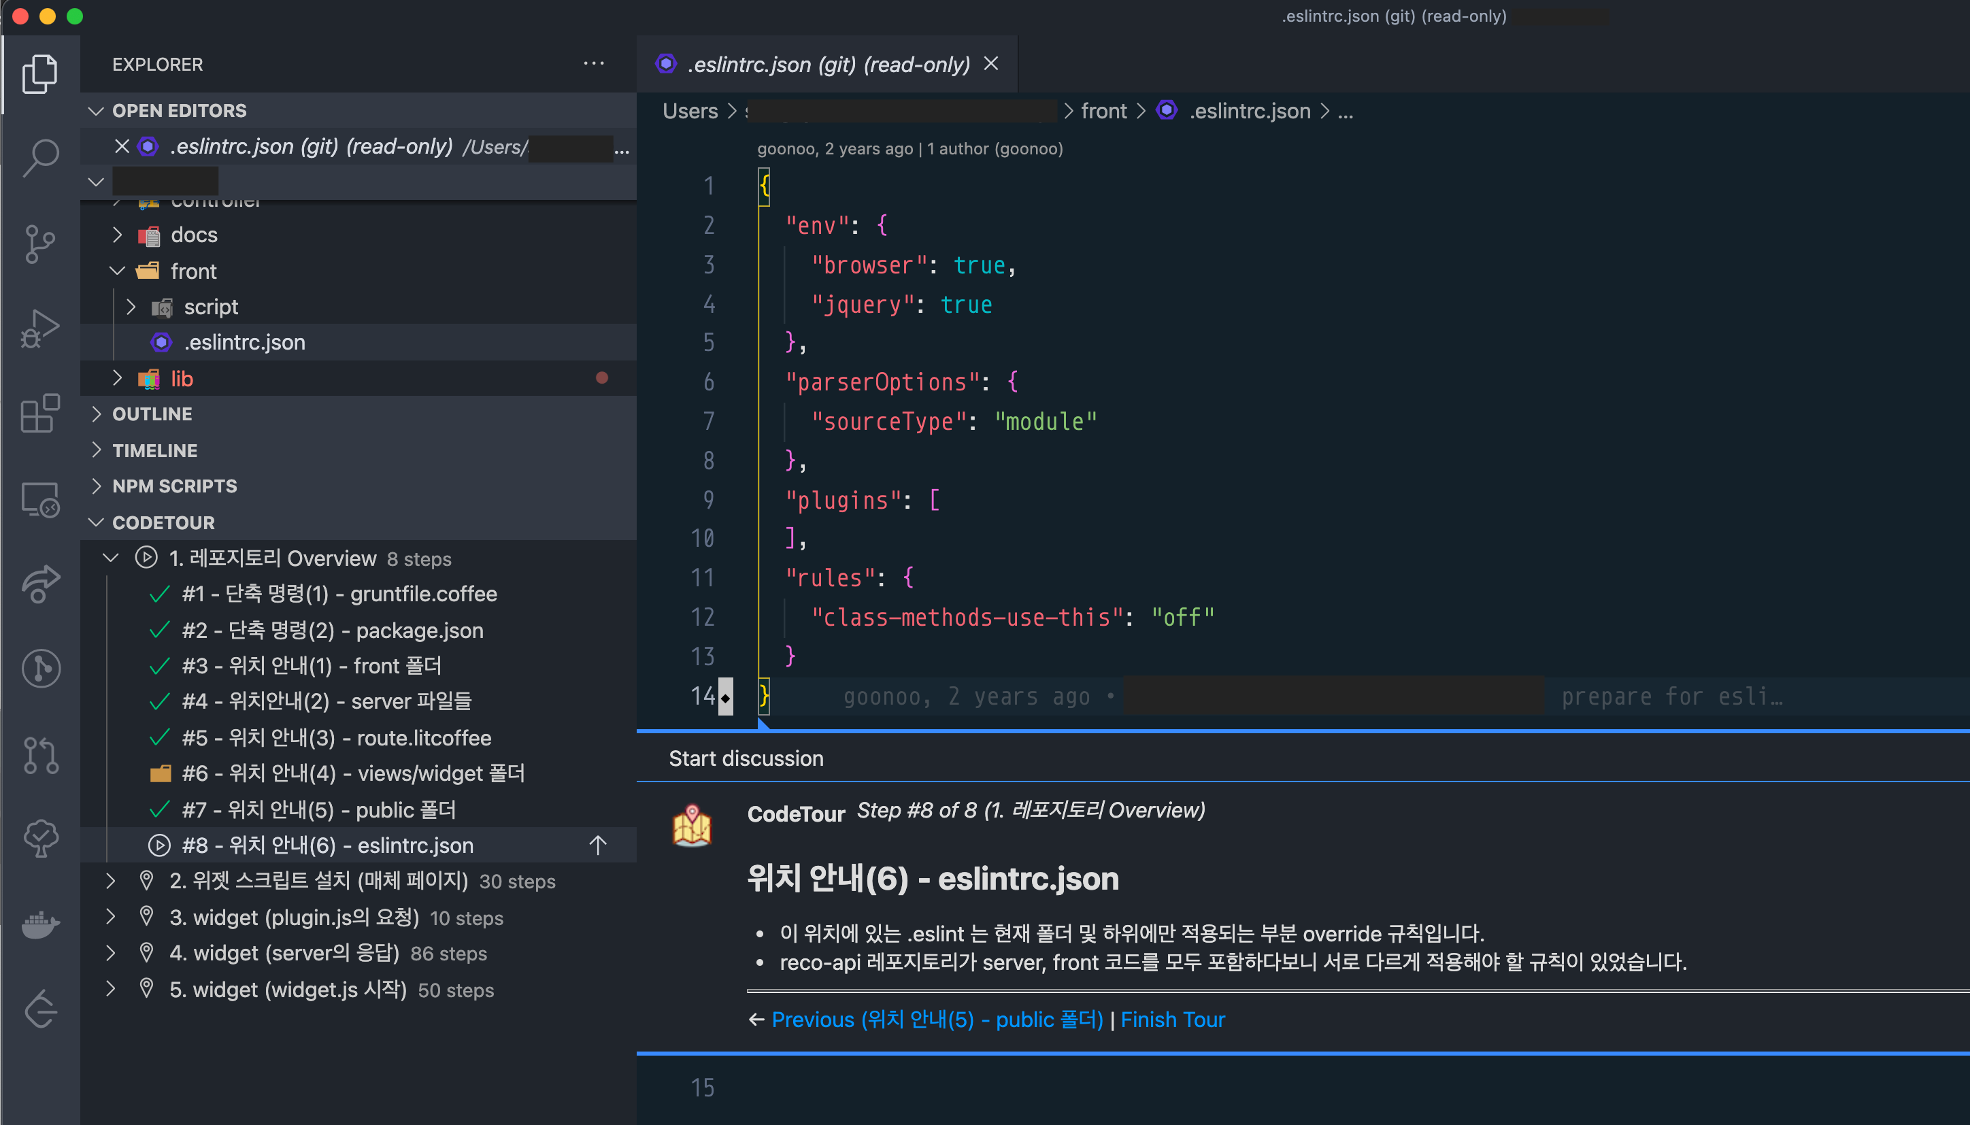 .eslintrc.json (git) (read-only)
EXPLORER
OPEN EDITORS
.eslintrc.json (git) (read-only) /Users/ ...
controller
docs
front
script
.eslintrc.json
lib
OUTLINE
TIMELINE
NPM SCRIPTS
CODETOUR
1. 레포지토리 Overview 8 steps
#1 - 단축 명령(1) - gruntfile.coffee
#2 - 단축 명령(2) - package.json
#3 - 위치 안내(1) - front 폴더
#4 - 위치안내(2) - server 파일들
#5 - 위치 안내(3) - route.litcoffee
#6 - 위치 안내(4) - views/widget 폴더
#7 - 위치 안내(5) - public 폴더
#8 - 위치 안내(6) - eslintrc.json
2. 위젯 스크립트 설치 (매체 페이지) 30 steps
3. widget (plugin.js의 요청) 10 steps
4. widget (server의 응답) 86 steps
5. widget (widget.js 시작) 50 steps
.eslintrc.json (git) (read-only)
Users > > front > .eslintrc.json > ...
goonoo, 2 years ago | 1 author (goonoo)
1 {
2 "env": {
3 "browser": true,
4 "jquery": true
5 },
6 "parserOptions": {
7 "sourceType": "module"
8 },
9 "plugins": [
10 ],
11 "rules": {
12 "class-methods-use-this": "off"
13 }
14 } goonoo, 2 years ago • prepare for esli…
Start discussion
CodeTour Step #8 of 8 (1. 레포지토리 Overview)
위치 안내(6) - eslintrc.json
• 이 위치에 있는 .eslint 는 현재 폴더 및 하위에만 적용되는 부분 override 규칙입니다.
• reco-api 레포지토리가 server, front 코드를 모두 포함하다보니 서로 다르게 적용해야 할 규칙이 있었습니다.
← Previous (위치 안내(5) - public 폴더) | Finish Tour
15